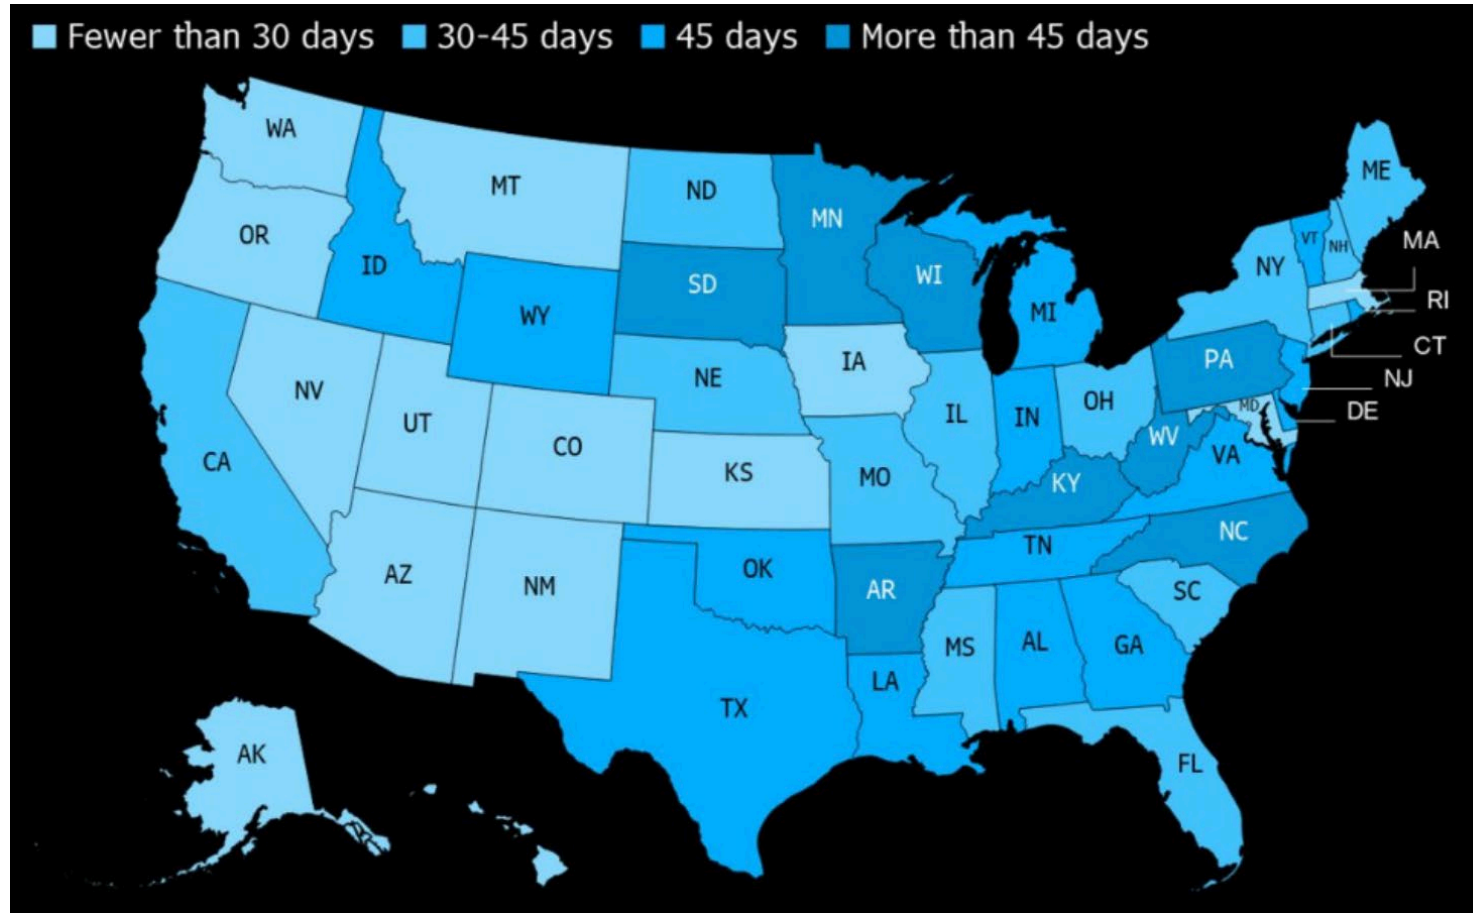 Fewer than 30 days 30-45 days 45 days More than 45 days
WA
MT
ND
MN
ME
OR
ID
SD
WI
MI
NY
VT
NH
MA
RI
WY
CT
NV
UT
CO
NE
IA
IL
IN
OH
PA
NJ
MD
DE
CA
KS
MO
KY
WV
VA
AZ
NM
OK
AR
TN
NC
SC
TX
LA
MS
AL
GA
FL
AK